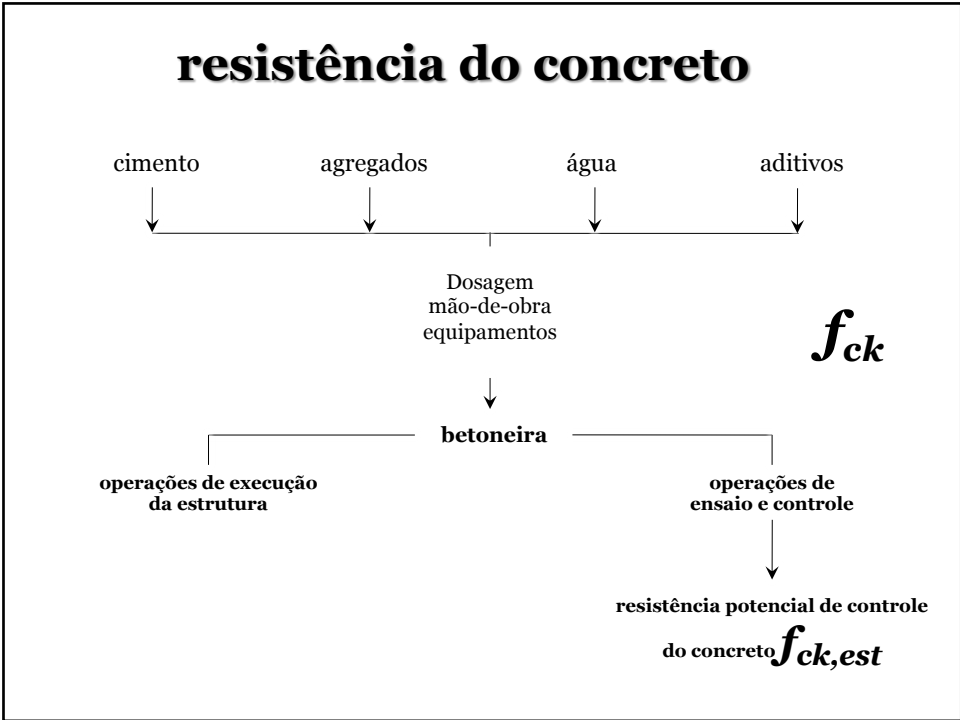 resistência do concreto
cimento agregados água aditivos
Dosagem
mão-de-obra
equipamentos
fck
betoneira
operações de execução
da estrutura
operações de
ensaio e controle
resistência potencial de controle
do concreto fck,est